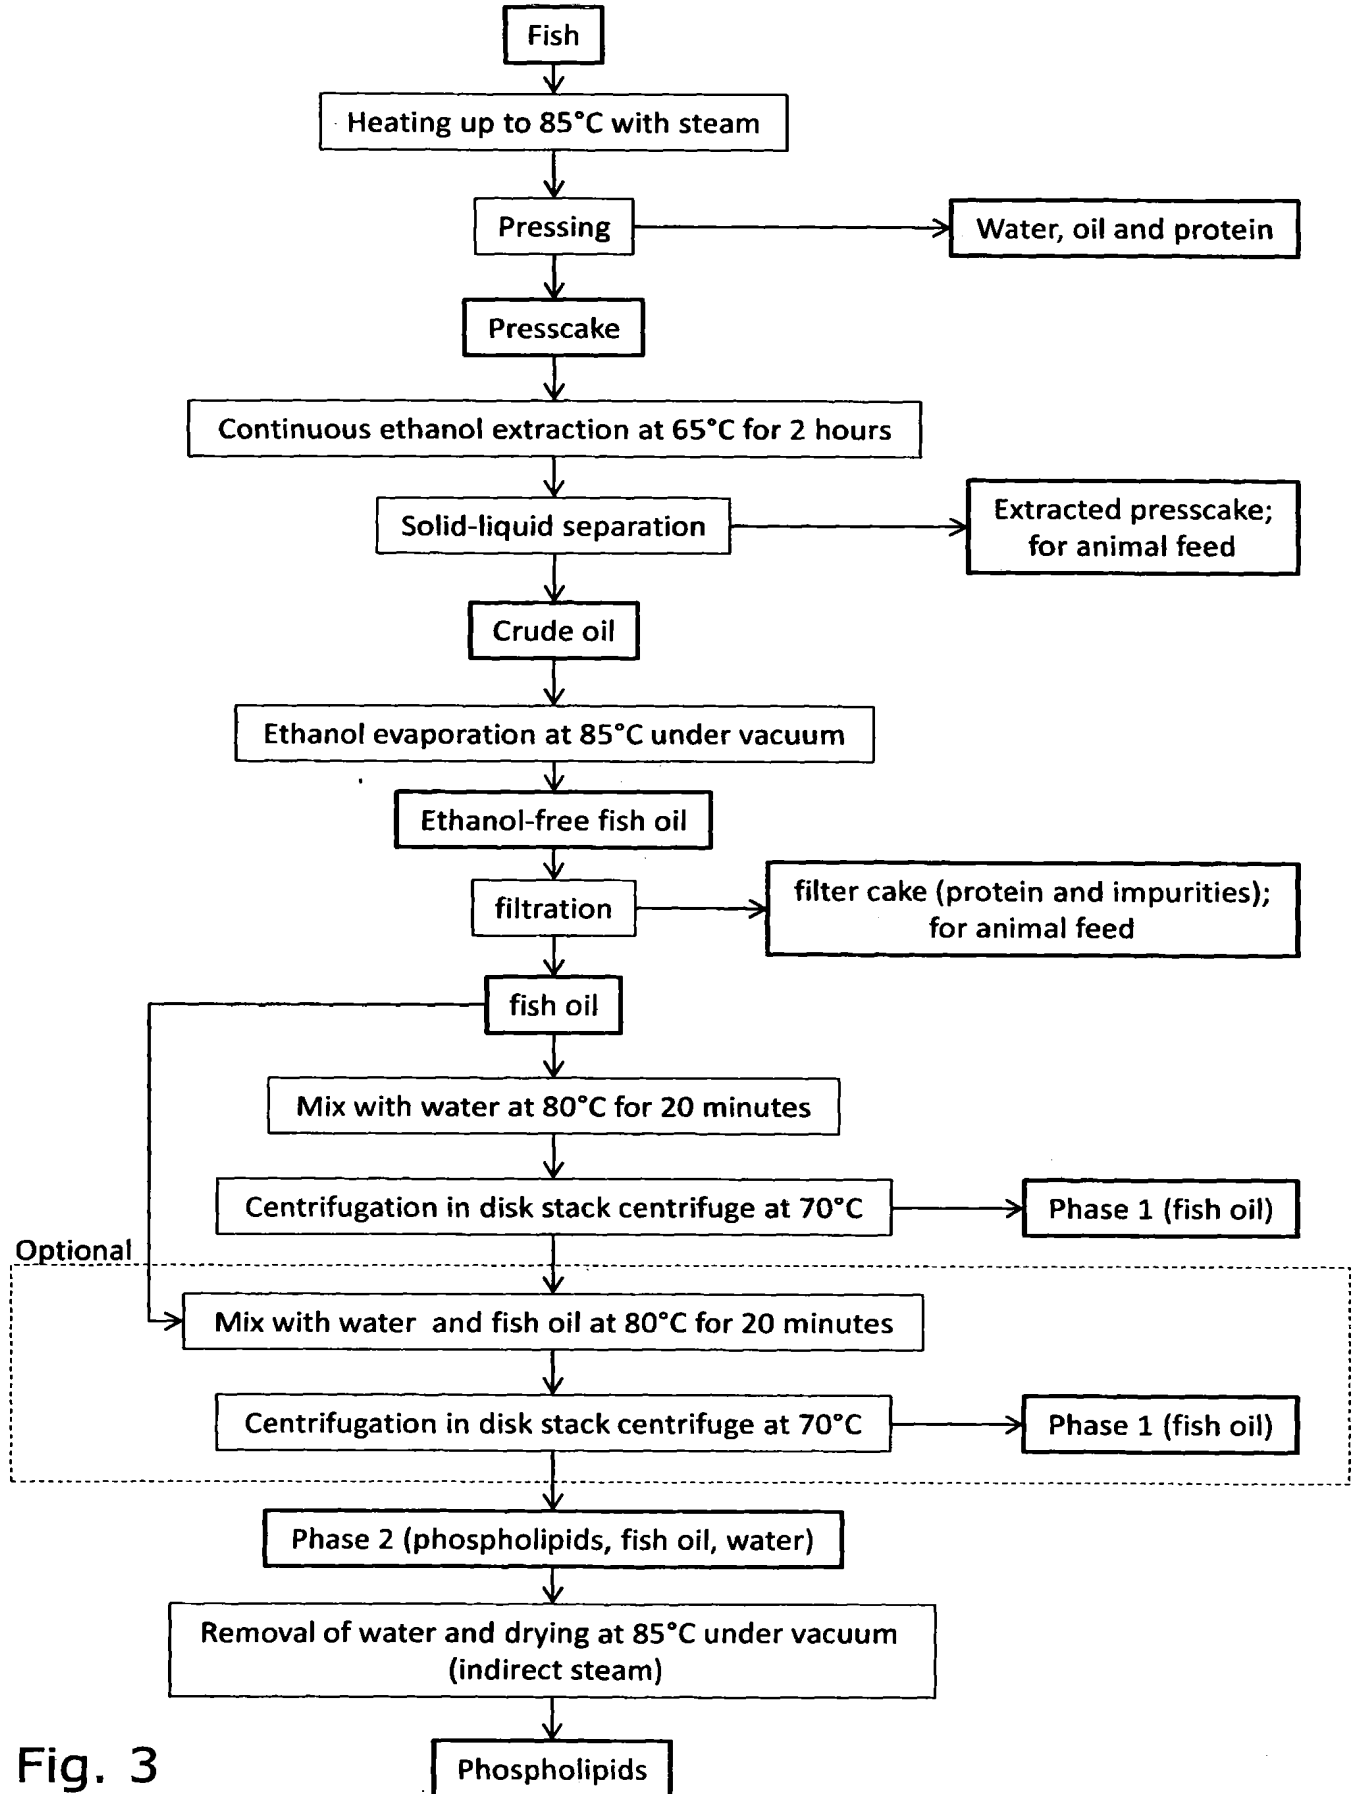 Fish
Heating up to 85°C with steam
Pressing
Water, oil and protein
Presscake
Continuous ethanol extraction at 65°C for 2 hours
Solid-liquid separation
Extracted presscake;
for animal feed
Crude oil
Ethanol evaporation at 85°C under vacuum
Ethanol-free fish oil
filtration
filter cake (protein and impurities);
for animal feed
fish oil
Mix with water at 80°C for 20 minutes
Centrifugation in disk stack centrifuge at 70°C
Phase 1 (fish oil)
Optional
Mix with water and fish oil at 80°C for 20 minutes
Centrifugation in disk stack centrifuge at 70°C
Phase 1 (fish oil)
Phase 2 (phospholipids, fish oil, water)
Removal of water and drying at 85°C under vacuum
(indirect steam)
Phospholipids
Fig. 3